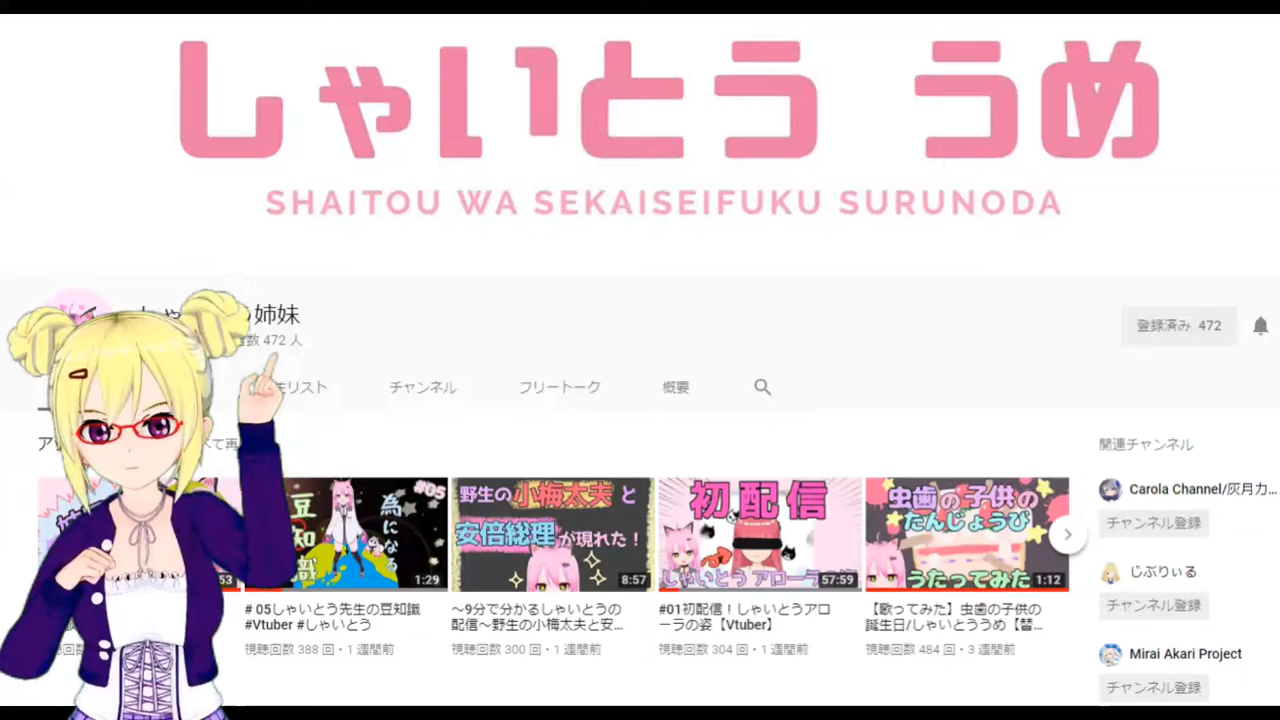 しゃいとう うめ
SHAITOU WA SEKAISEIFUKU SURUNODA
姉妹
数 472 人
登録済み 472
リスト
チャンネル
フリートーク
概要
関連チャンネル
53
豆知識
為になる
#05
1:29
野生の小梅太夫と
安倍総理が現れた!
8:57
初配信
しゃいとう アローラの
57:59
虫歯の子供の
たんじょうび
うたってみた
1:12
# 05しゃいとう先生の豆知識
#Vtuber #しゃいとう
視聴回数 388 回・1 週間前
～9分で分かるしゃいとうの
配信～野生の小梅太夫と安...
視聴回数 300 回・1 週間前
#01初配信！しゃいとうアロ
ーラの姿【Vtuber】
視聴回数 304 回・1 週間前
【歌ってみた】虫歯の子供の
誕生日/しゃいとううめ【替...
視聴回数 484 回・3 週間前
Carola Channel/灰月カ...
チャンネル登録
じぶりぃる
チャンネル登録
Mirai Akari Project
チャンネル登録